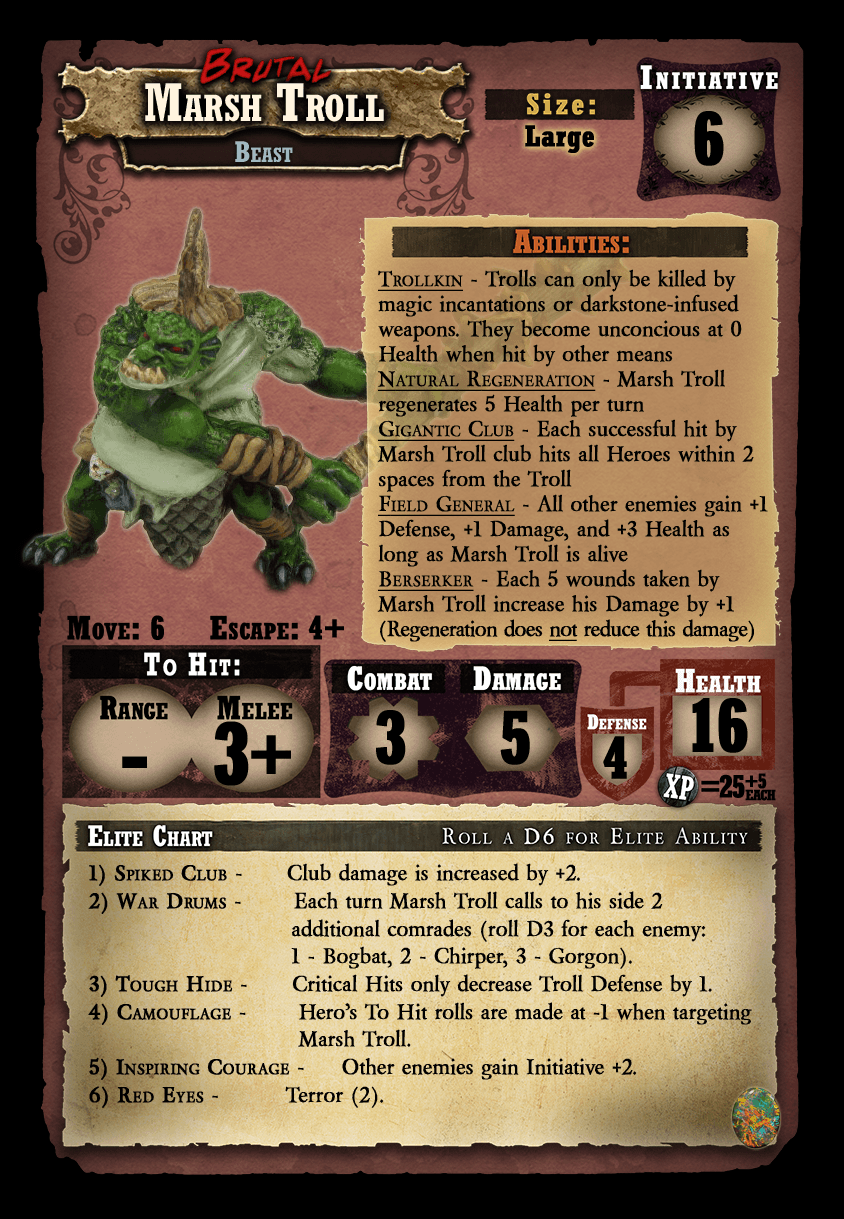 Brutal
Marsh Troll
Beast
Size:
Large
Initiative
6
Abilities:
Trollkin - Trolls can only be killed by
magic incantations or darkstone-infused
weapons. They become unconcious at 0
Health when hit by other means
Natural Regeneration - Marsh Troll
regenerates 5 Health per turn
Gigantic Club - Each successful hit by
Marsh Troll club hits all Heroes within 2
spaces from the Troll
Field General - All other enemies gain +1
Defense, +1 Damage, and +3 Health as
long as Marsh Troll is alive
Berserker - Each 5 wounds taken by
Marsh Troll increase his Damage by +1
(Regeneration does not reduce this damage)
Move: 6 Escape: 4+
To Hit:
Range Melee
- 3+
Combat
3
Damage
5
Defense
4
Health
16
XP =25 +5 each
Elite Chart Roll a D6 for Elite Ability
1) Spiked Club - Club damage is increased by +2.
2) War Drums - Each turn Marsh Troll calls to his side 2
additional comrades (roll D3 for each enemy:
1 - Bogbat, 2 - Chirper, 3 - Gorgon).
3) Tough Hide - Critical Hits only decrease Troll Defense by 1.
4) Camouflage - Hero's To Hit rolls are made at -1 when targeting
Marsh Troll.
5) Inspiring Courage - Other enemies gain Initiative +2.
6) Red Eyes - Terror (2).